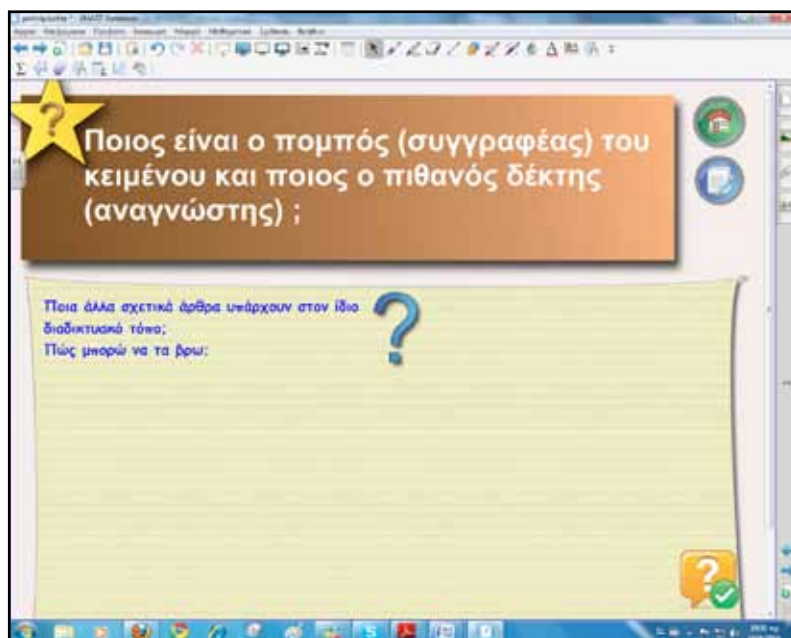 Ποιος είναι ο πομπός (συγγραφέας) του
κειμένου και ποιος ο πιθανός δέκτης
(αναγνώστης) ;
Ποια άλλα σχετικά άρθρα υπάρχουν στον ίδιο
διαδικτυακό τόπο;
Πώς μπορώ να τα βρω;